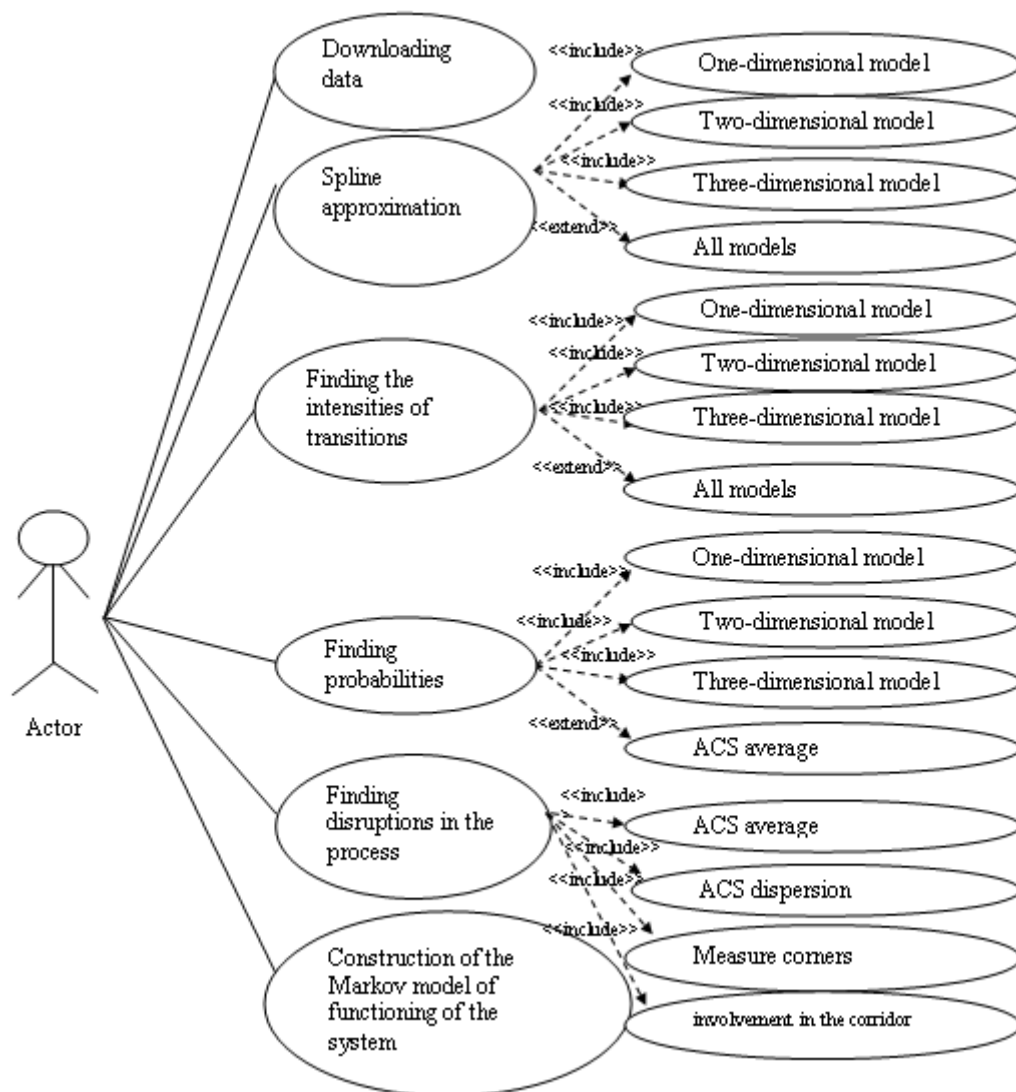 Downloading
data
<<include>>
One-dimensional model
<<include>>
Two-dimensional model
Spline
approximation
<<include>>
Three-dimensional model
<<extend>>
All models
<<include>>
One-dimensional model
<<include>>
Two-dimensional model
Finding the
intensities of
transitions
<<include>>
Three-dimensional model
<<extend>>
All models
Actor
<<include>>
One-dimensional model
<<include>>
Two-dimensional model
Finding
probabilities
<<include>>
Three-dimensional model
<<extend>>
ACS average
Finding
disruptions in the
process
<<include>
>
ACS average
<<include>>
ACS dispersion
<<include>>
Measure corners
<<include>>
involvement in the corridor
Construction of the
Markov model of
functioning of the
system